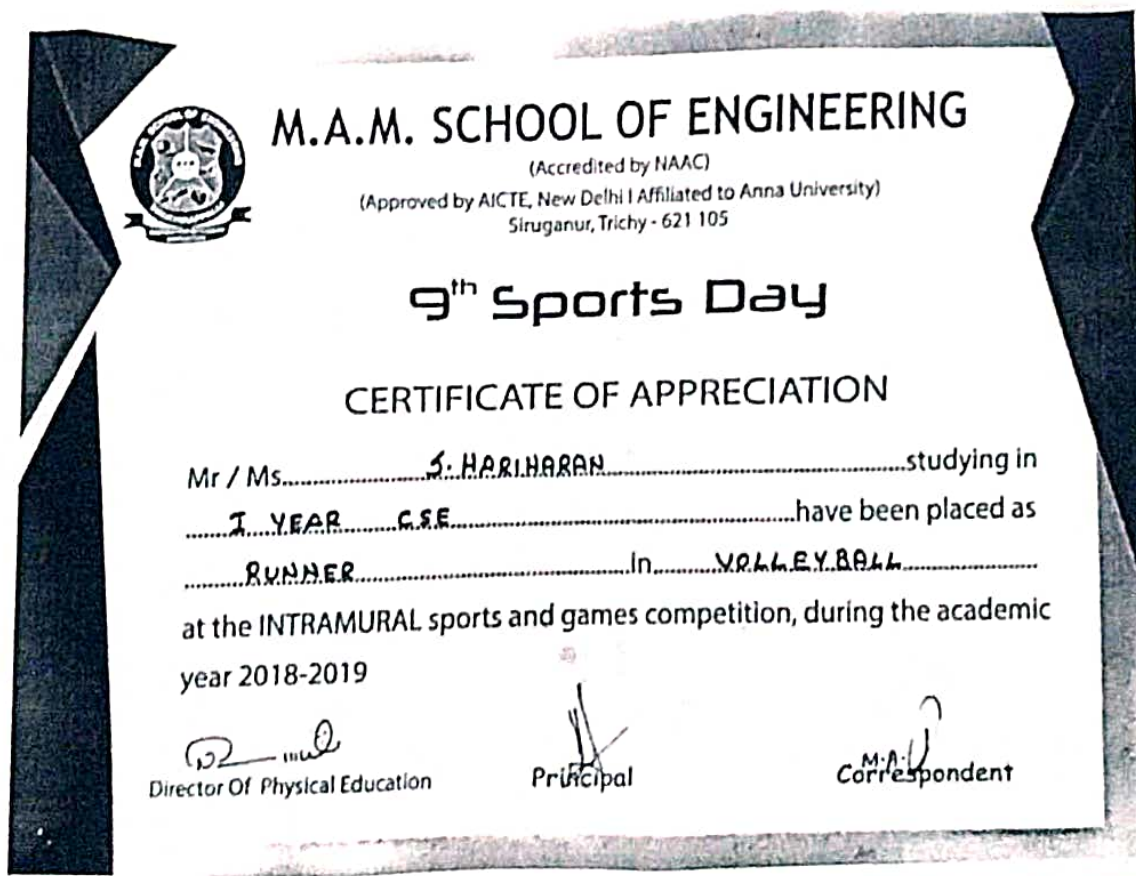 M.A.M. SCHOOL OF ENGINEERING
(Accredited by NAAC)
(Approved by AICTE, New Delhi I Affiliated to Anna University)
Siruganur, Trichy - 621 105
9th Sports Day
CERTIFICATE OF APPRECIATION
Mr / Ms. S. HARIHARAN studying in
I YEAR CSE have been placed as
RUNNER in VOLLEYBALL
at the INTRAMURAL sports and games competition, during the academic
year 2018-2019
Director Of Physical Education Principal Correspondent